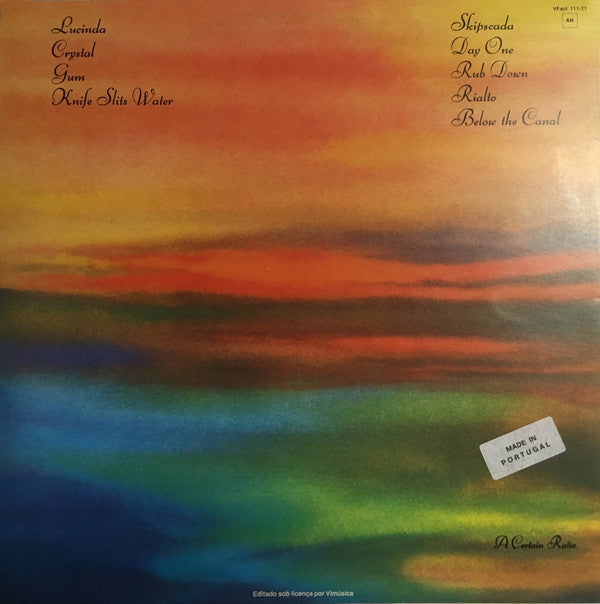 Lucinda
Crystal
Gum
Knife Slits Water
VFact. 111-21
AN
Skipscada
Day One
Rub Down
Rialto
Below the Canal
MADE IN
PORTUGAL
A Certain Ratio
Editado sob licença por Vimúsica